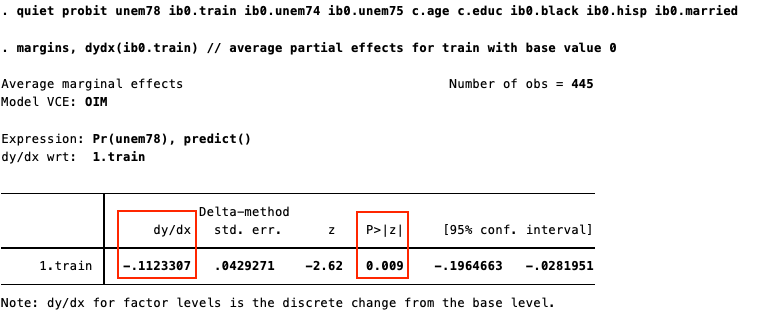 . quiet probit unem78 ib0.train ib0.unem74 ib0.unem75 c.age c.educ ib0.black ib0.hisp ib0.married
. margins, dydx(ib0.train) // average partial effects for train with base value 0
Average marginal effects Number of obs = 445
Model VCE: OIM
Expression: Pr(unem78), predict()
dy/dx wrt: 1.train
Delta-method
dy/dx std. err. z P>|z| [95% conf. interval]
1.train -.1123307 .0429271 -2.62 0.009 -.1964663 -.0281951
Note: dy/dx for factor levels is the discrete change from the base level.